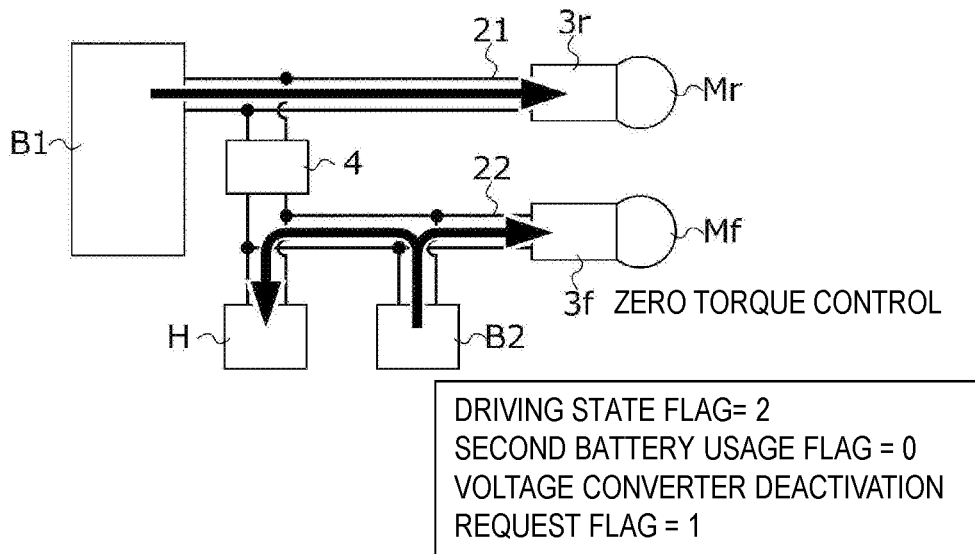 21
3r
Mr
B1
4
22
Mf
3f ZERO TORQUE CONTROL
H
B2
DRIVING STATE FLAG= 2
SECOND BATTERY USAGE FLAG = 0
VOLTAGE CONVERTER DEACTIVATION
REQUEST FLAG = 1